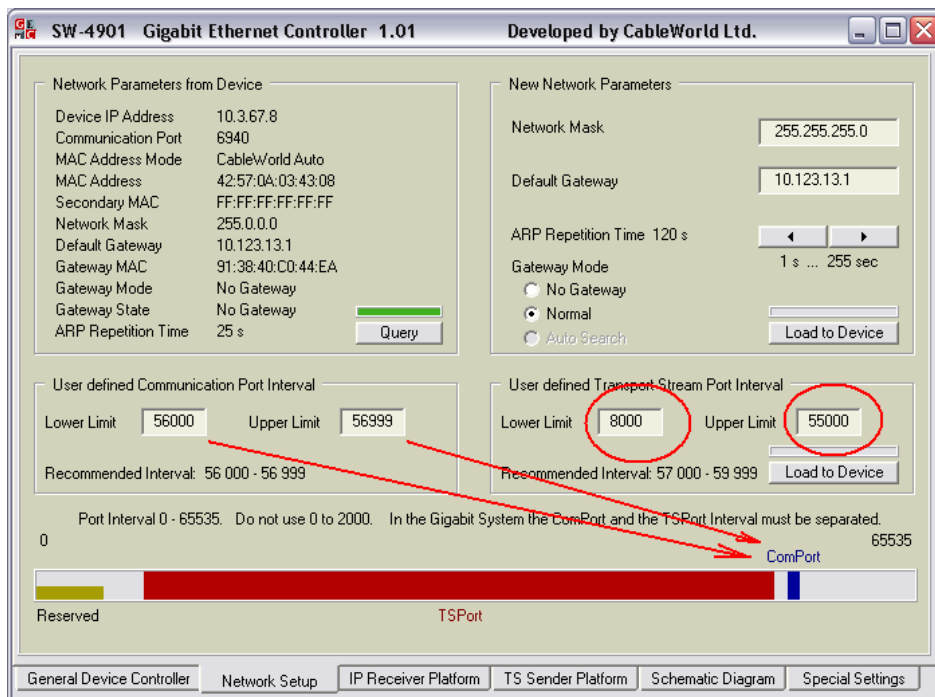 SW-4901 Gigabit Ethernet Controller 1.01 Developed by CableWorld Ltd.
Network Parameters from Device
Device IP Address 10.3.67.8
Communication Port 6940
MAC Address Mode CableWorld Auto
MAC Address 42:57:0A:03:43:08
Secondary MAC FF:FF:FF:FF:FF:FF
Network Mask 255.0.0.0
Default Gateway 10.123.13.1
Gateway MAC 91:38:40:C0:44:EA
Gateway Mode No Gateway
Gateway State No Gateway
ARP Repetition Time 25 s Query
New Network Parameters
Network Mask 255.255.255.0
Default Gateway 10.123.13.1
ARP Repetition Time 120 s
1 s ... 255 sec
Gateway Mode
No Gateway
Normal
Auto Search Load to Device
User defined Communication Port Interval
Lower Limit 56000 Upper Limit 56999
Recommended Interval: 56 000 - 56 999
User defined Transport Stream Port Interval
Lower Limit 8000 Upper Limit 55000
Recommended Interval: 57 000 - 59 999 Load to Device
Port Interval 0 - 65535. Do not use 0 to 2000. In the Gigabit System the ComPort and the TSPort Interval must be separated.
0 65535
ComPort
Reserved TSPort
General Device Controller Network Setup IP Receiver Platform TS Sender Platform Schematic Diagram Special Settings